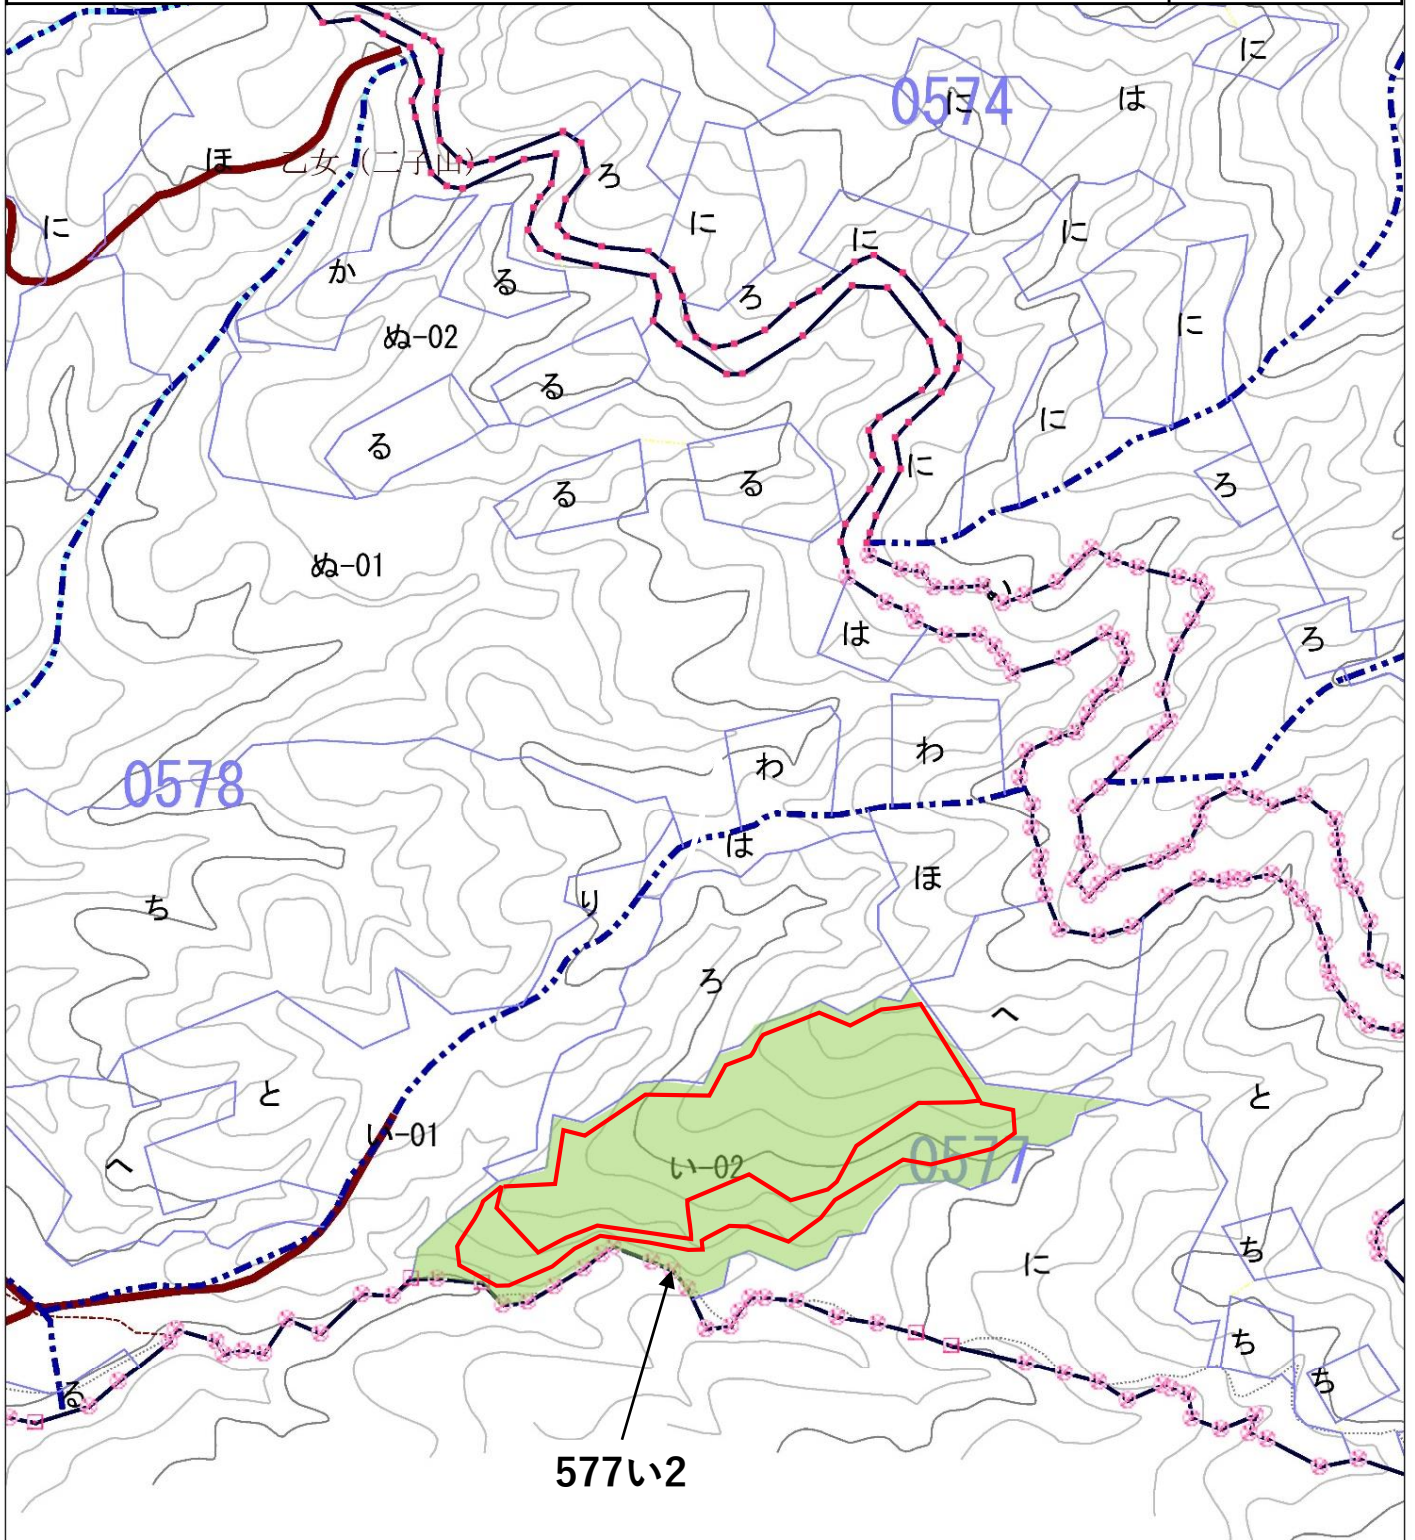 に
0574
に
は
ほ
乙女（二子山）
ろ
に
に
に
に
か
る
ろ
ぬ-02
に
る
に
る
に
る
る
ろ
ぬ-01
い
は
ろ
わ
わ
0578
は
ほ
り
ち
ろ
へ
と
と
い-01
へ
い-02
0577
ち
に
ち
ち
る
577い2